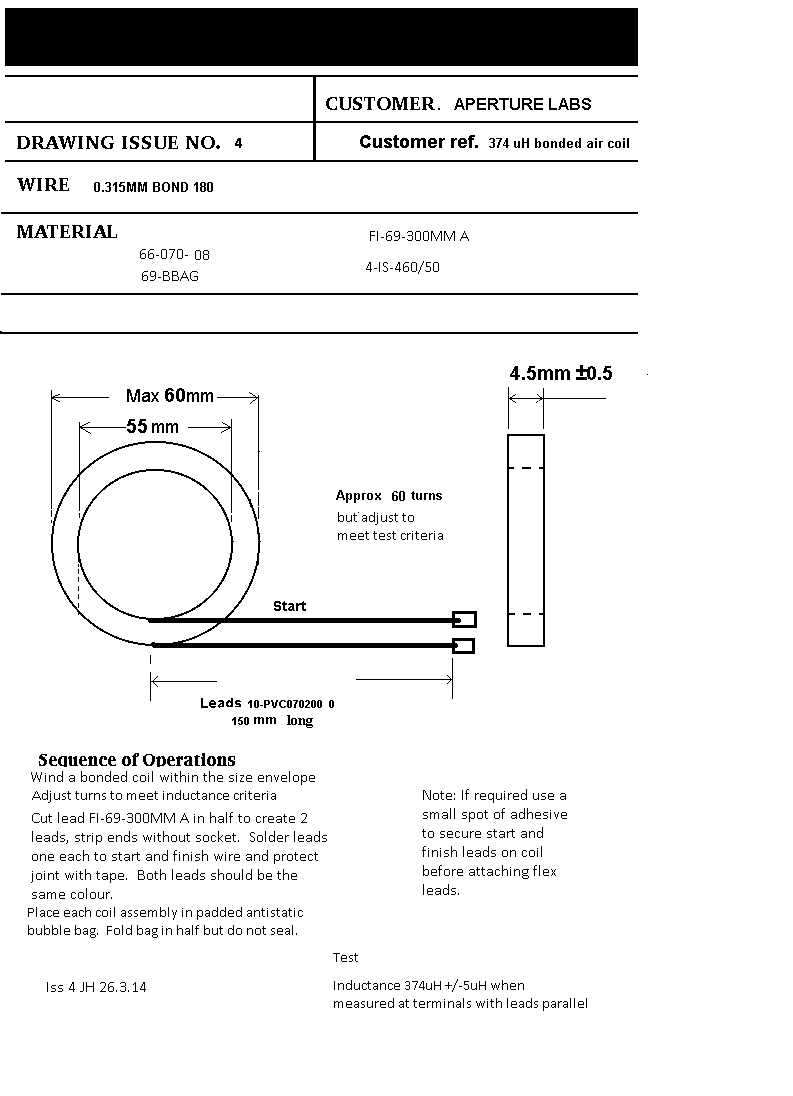 CUSTOMER. APERTURE LABS
DRAWING ISSUE NO. 4
Customer ref. 374 uH bonded air coil
WIRE 0.315MM BOND 180
MATERIAL
66-070- 08
69-BBAG
FI-69-300MM A
4-IS-460/50
4.5mm ±0.5
Max 60mm
55 mm
Approx 60 turns
but adjust to
meet test criteria
Start
Leads 10-PVC070200 0
150 mm long
Sequence of Operations
Wind a bonded coil within the size envelope
Adjust turns to meet inductance criteria
Cut lead FI-69-300MM A in half to create 2
leads, strip ends without socket. Solder leads
one each to start and finish wire and protect
joint with tape. Both leads should be the
same colour.
Place each coil assembly in padded antistatic
bubble bag. Fold bag in half but do not seal.
Note: If required use a
small spot of adhesive
to secure start and
finish leads on coil
before attaching flex
leads.
Test
Iss 4 JH 26.3.14
Inductance 374uH +/-5uH when
measured at terminals with leads parallel